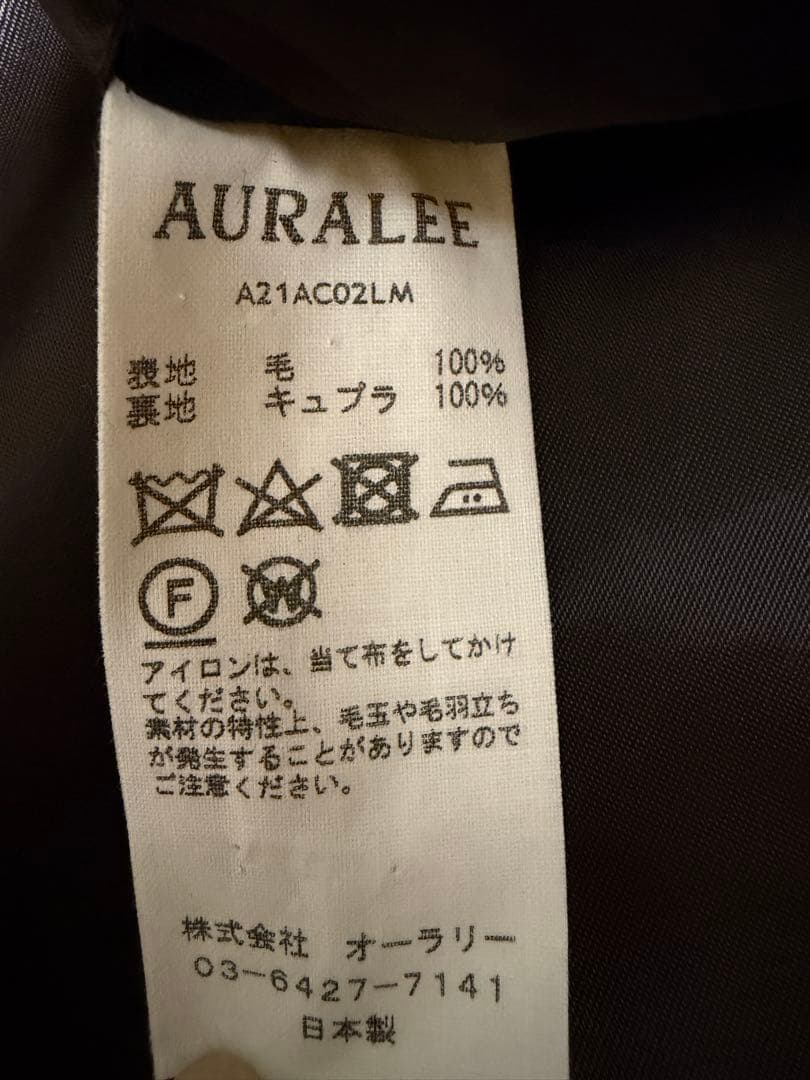 AURALEE
A21AC02LM
表地 毛 100%
裏地 キュプラ 100%
F W
アイロンは、当て布をしてかけ
てください。
素材の特性上、毛玉や毛羽立ち
が発生することがありますので
ご注意ください。
株式会社 オーラリー
03-6427-7141
日本製